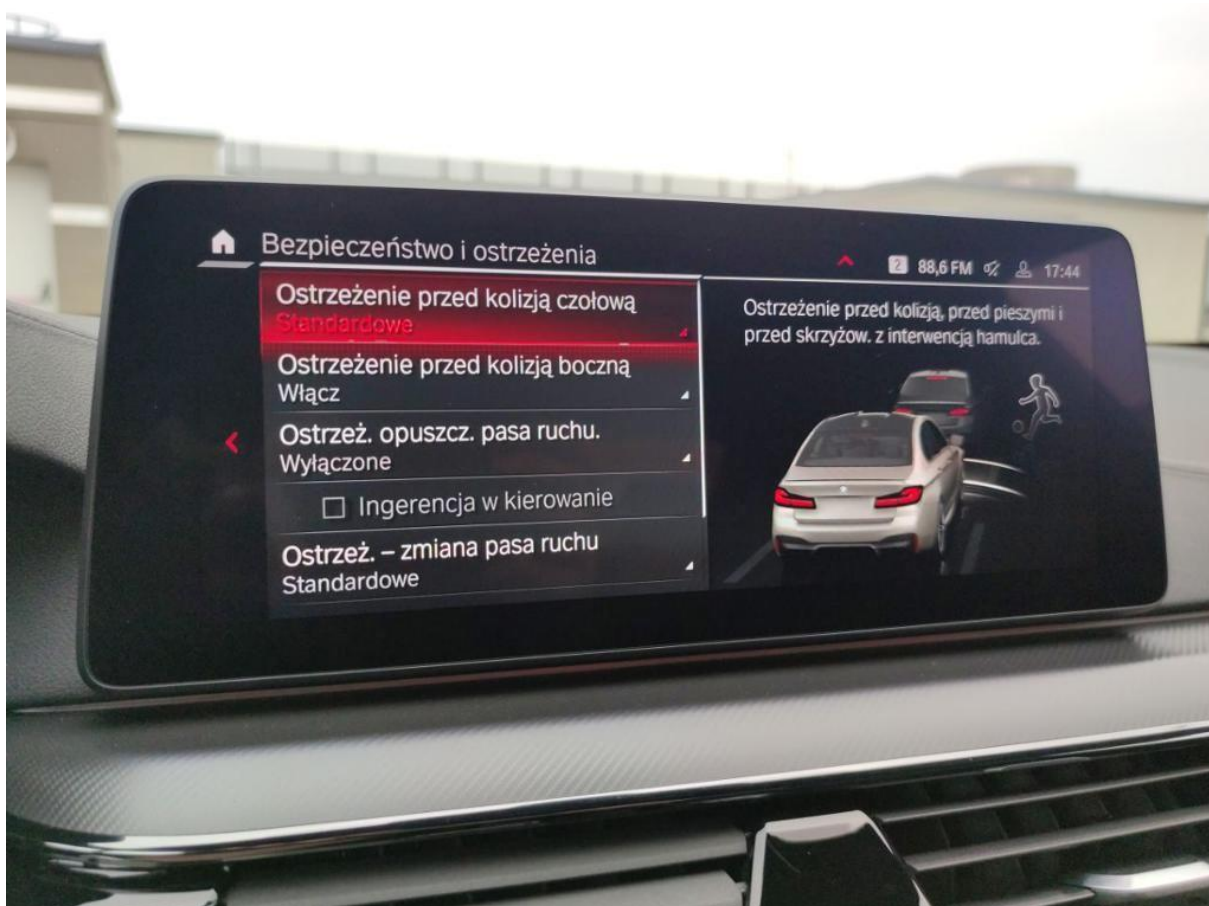 Bezpieczeństwo i ostrzeżenia
2 88,6 FM 17:44
Ostrzeżenie przed kolizją czołową
Standardowe
Ostrzeżenie przed kolizją boczną
Włącz
Ostrzeż. opuszcz. pasa ruchu.
Wyłączone
Ingerencja w kierowanie
Ostrzeż. – zmiana pasa ruchu
Standardowe
Ostrzeżenie przed kolizją, przed pieszymi i
przed skrzyżow. z interwencją hamulca.